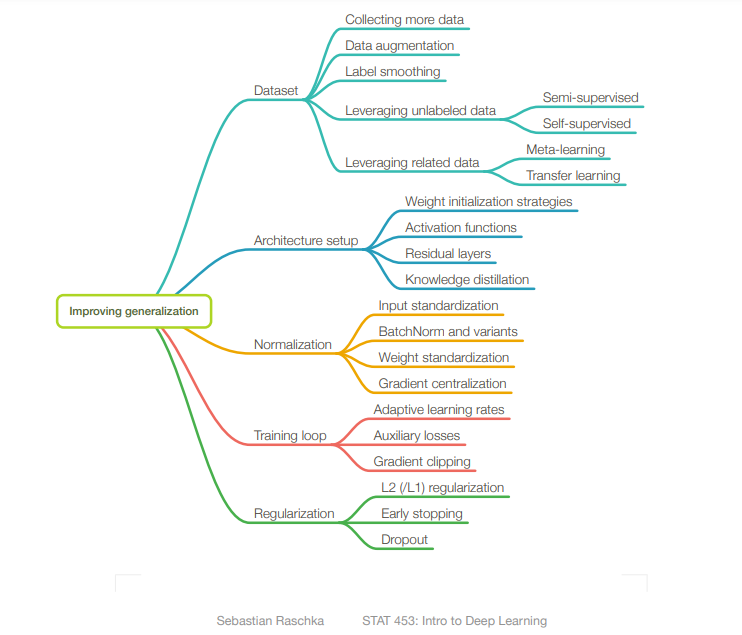 Collecting more data
Data augmentation
Label smoothing
Dataset
Leveraging unlabeled data
Semi-supervised
Self-supervised
Leveraging related data
Meta-learning
Transfer learning
Architecture setup
Weight initialization strategies
Activation functions
Residual layers
Knowledge distillation
Improving generalization
Normalization
Input standardization
BatchNorm and variants
Weight standardization
Gradient centralization
Training loop
Adaptive learning rates
Auxiliary losses
Gradient clipping
Regularization
L2 (/L1) regularization
Early stopping
Dropout
Sebastian Raschka STAT 453: Intro to Deep Learning